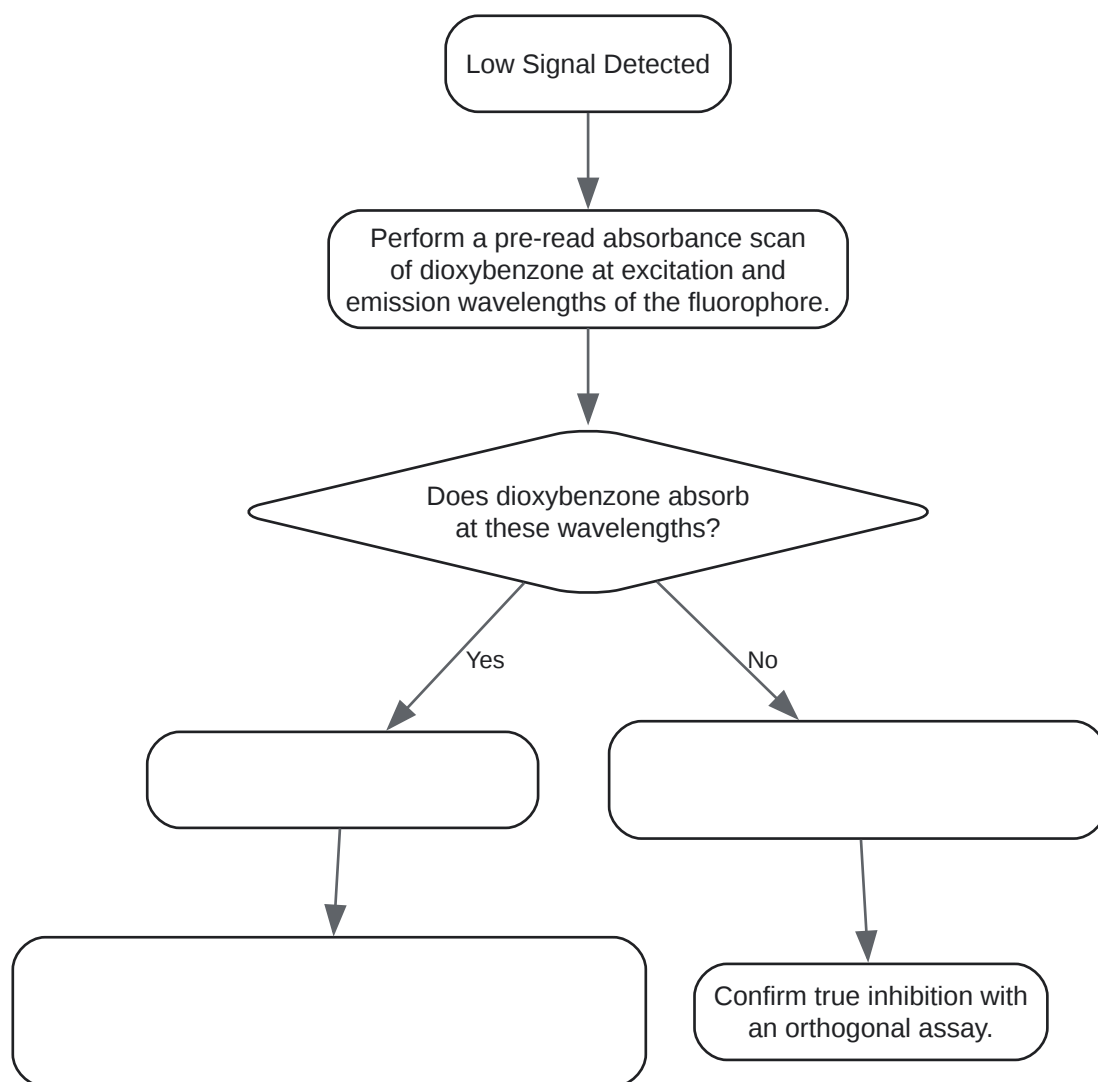 Low Signal Detected
Perform a pre-read absorbance scan
of dioxybenzone at excitation and
emission wavelengths of the fluorophore.
Does dioxybenzone absorb
at these wavelengths?
Yes
No
Confirm true inhibition with
an orthogonal assay.